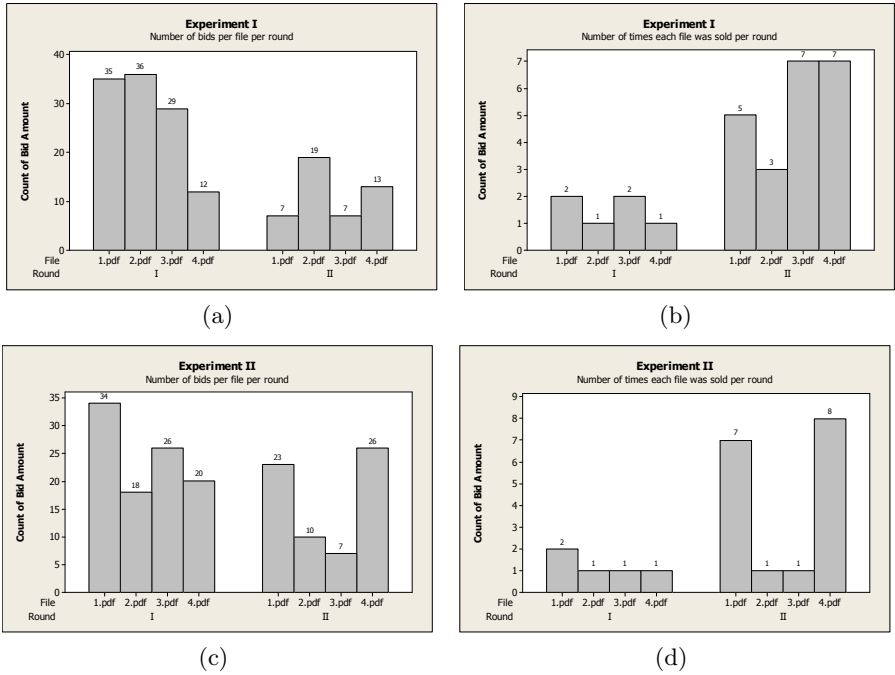 Experiment I
Number of bids per file per round
Count of Bid Amount
40
30
20
10
0
35
36
29
12
7
19
7
13
File 1.pdf 2.pdf 3.pdf 4.pdf 1.pdf 2.pdf 3.pdf 4.pdf
Round I II
(a)
Experiment I
Number of times each file was sold per round
Count of Bid Amount
7
6
5
4
3
2
1
0
2
1
2
1
5
3
7
7
File 1.pdf 2.pdf 3.pdf 4.pdf 1.pdf 2.pdf 3.pdf 4.pdf
Round I II
(b)
Experiment II
Number of bids per file per round
Count of Bid Amount
35
30
25
20
15
10
5
0
34
18
26
20
23
10
7
26
File 1.pdf 2.pdf 3.pdf 4.pdf 1.pdf 2.pdf 3.pdf 4.pdf
Round I II
(c)
Experiment II
Number of times each file was sold per round
Count of Bid Amount
9
8
7
6
5
4
3
2
1
0
2
1
1
1
7
1
1
8
File 1.pdf 2.pdf 3.pdf 4.pdf 1.pdf 2.pdf 3.pdf 4.pdf
Round I II
(d)